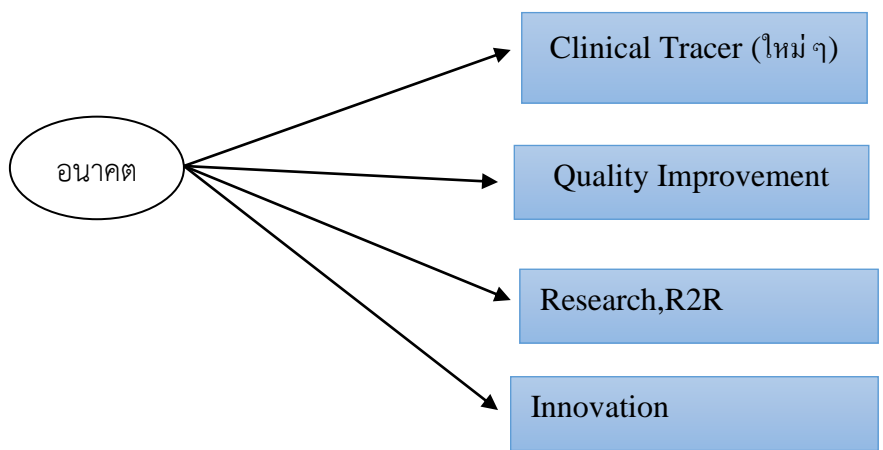 Clinical Tracer (ใหม่ ๆ)
อนาคต
Quality Improvement
Research,R2R
Innovation